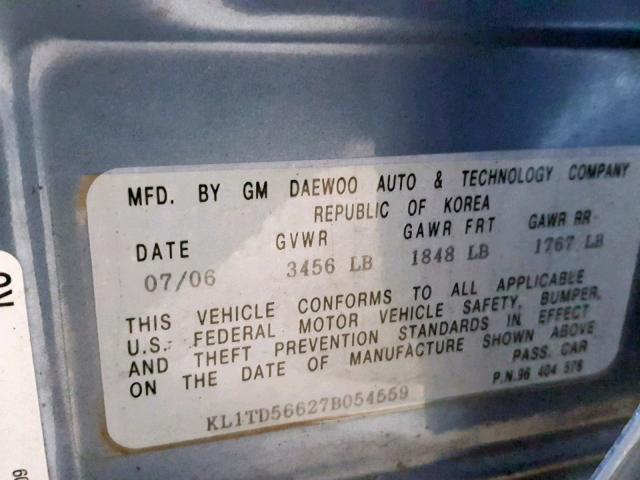 MFD. BY GM DAEWOO AUTO & TECHNOLOGY COMPANY
REPUBLIC OF KOREA
DATE GVWR GAWR FRT GAWR RR
07/06 3456 LB 1848 LB 1767 LB
THIS VEHICLE CONFORMS TO ALL APPLICABLE
U.S. FEDERAL MOTOR VEHICLE SAFETY, BUMPER,
AND THEFT PREVENTION STANDARDS IN EFFECT
ON THE DATE OF MANUFACTURE SHOWN ABOVE
PASS. CAR
P.N.96 404 576
KL1TD56627B054559